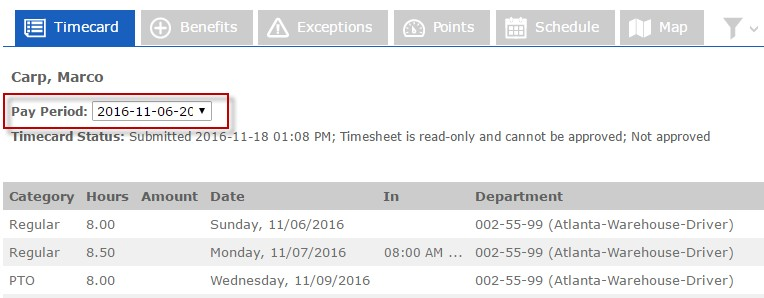 Timecard Benefits Exceptions Points Schedule Map
Carp, Marco
Pay Period: 2016-11-06-20
Timecard Status: Submitted 2016-11-18 01:08 PM; Timesheet is read-only and cannot be approved; Not approved
Category Hours Amount Date In Department
Regular 8.00 Sunday, 11/06/2016 002-55-99 (Atlanta-Warehouse-Driver)
Regular 8.50 Monday, 11/07/2016 08:00 AM ... 002-55-99 (Atlanta-Warehouse-Driver)
PTO 8.00 Wednesday, 11/09/2016 002-55-99 (Atlanta-Warehouse-Driver)